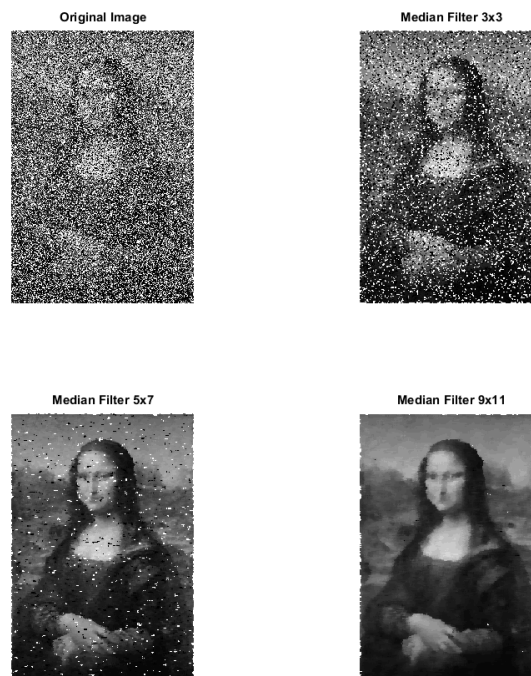 Original Image
Median Filter 3x3
Median Filter 5x7
Median Filter 9x11